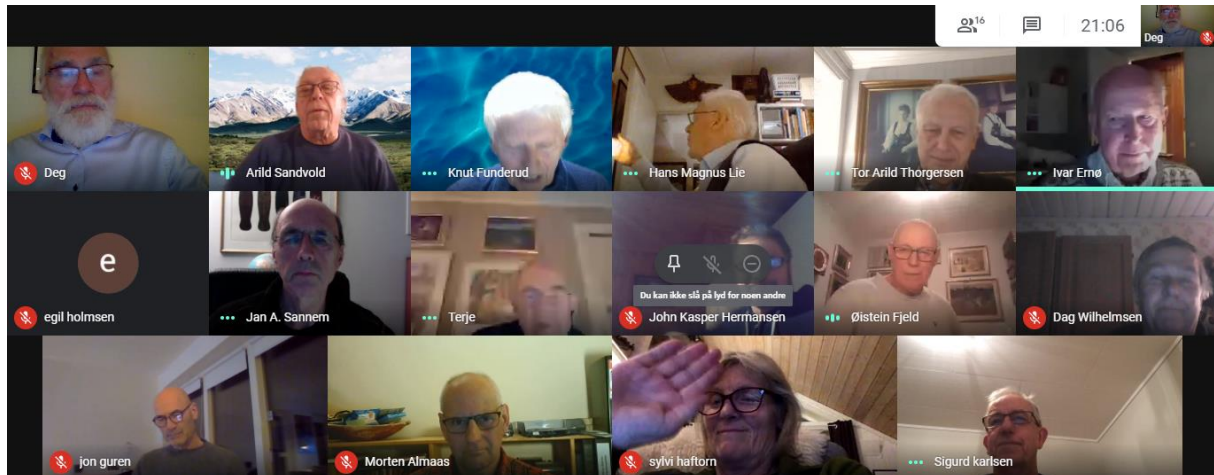 16
21:06
Deg
Deg
Arild Sandvold
Knut Funderud
Hans Magnus Lie
Tor Arild Thorgersen
Ivar Ernø
e
egil holmsen
Jan A. Sannem
Terje
Du kan ikke slå på lyd for noen andre
John Kasper Hermansen
Øistein Fjeld
Dag Wilhelmsen
jon guren
Morten Almaas
sylvi haftorn
Sigurd karlsen